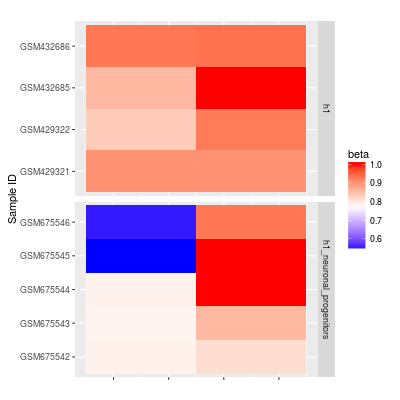 GSM432686
GSM432685
GSM429322
GSM429321
h1
GSM675546
GSM675545
GSM675544
GSM675543
GSM675542
h1_neuronal_progenitors
Sample ID
beta
1.0
0.9
0.8
0.7
0.6